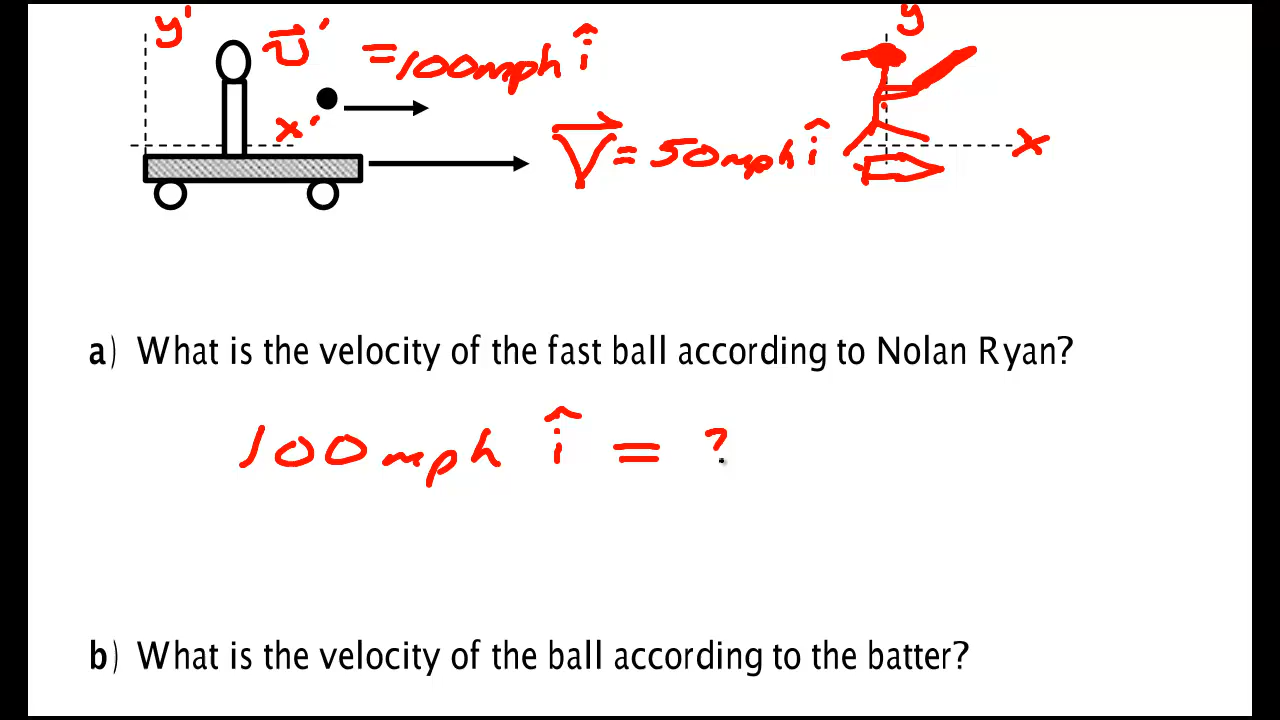 y' y
Ʋ' = 100mph î
x'
V⃗ = 50mph î x
a) What is the velocity of the fast ball according to Nolan Ryan?
100mph î = ?
b) What is the velocity of the ball according to the batter?